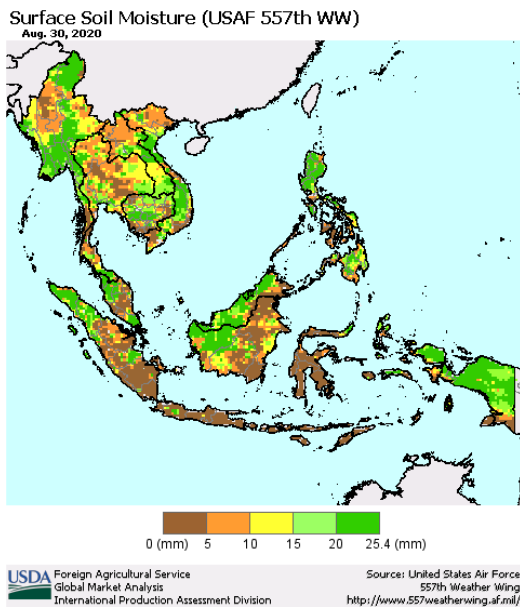 Surface Soil Moisture (USAF 557th WW)
Aug. 30, 2020
0 (mm) 5 10 15 20 25.4 (mm)
USDA Foreign Agricultural Service
Global Market Analysis
International Production Assessment Division
Source: United States Air Force
557th Weather Wing
http://www.557weatherwing.af.mil/